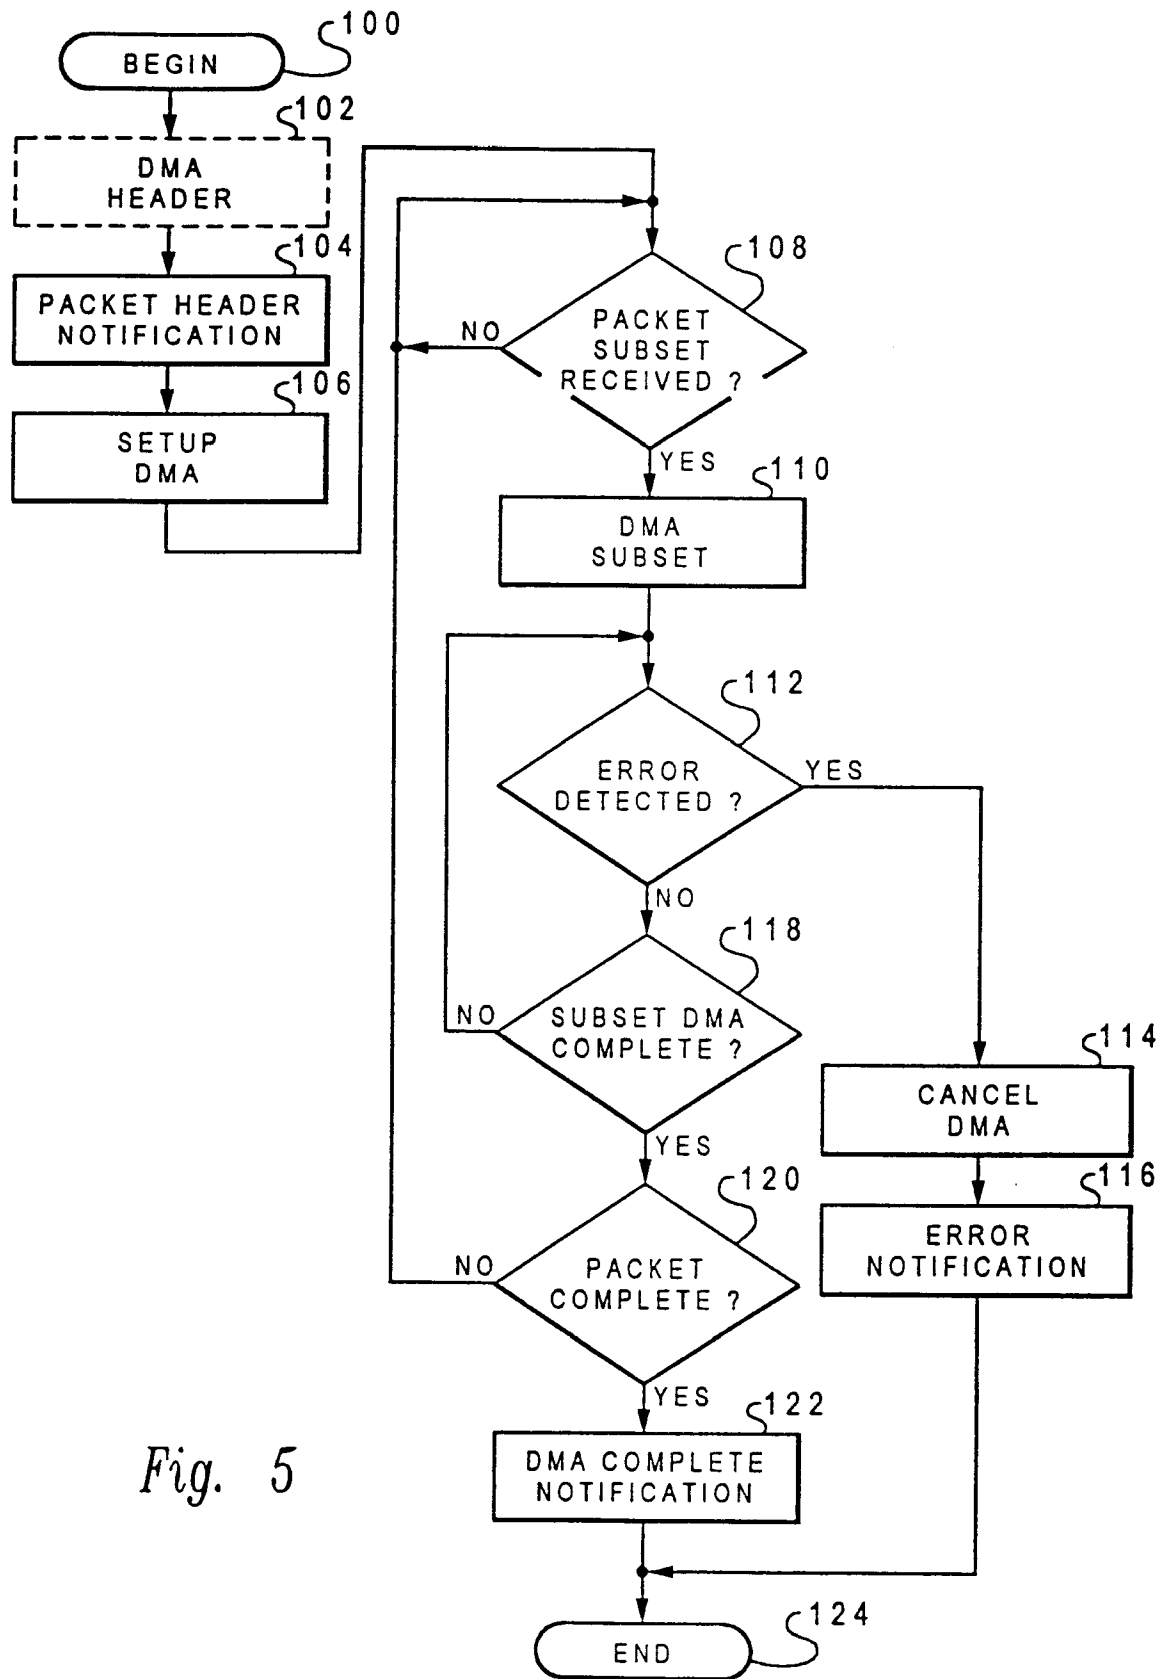 100
BEGIN
102
DMA
HEADER
104
PACKET HEADER
NOTIFICATION
106
SETUP
DMA
108
PACKET
SUBSET
RECEIVED ?
NO
YES
110
DMA
SUBSET
112
ERROR
DETECTED ?
YES
NO
118
SUBSET DMA
COMPLETE ?
NO
YES
114
CANCEL
DMA
116
ERROR
NOTIFICATION
120
PACKET
COMPLETE ?
NO
YES
122
DMA COMPLETE
NOTIFICATION
124
END
Fig. 5